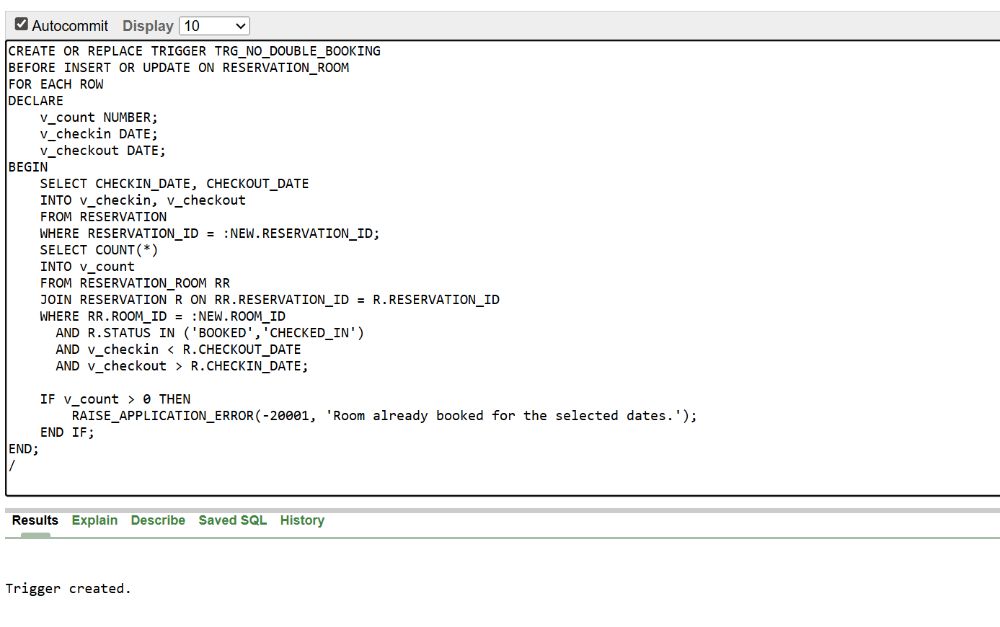 Autocommit Display 10
CREATE OR REPLACE TRIGGER TRG_NO_DOUBLE_BOOKING
BEFORE INSERT OR UPDATE ON RESERVATION_ROOM
FOR EACH ROW
DECLARE
    v_count NUMBER;
    v_checkin DATE;
    v_checkout DATE;
BEGIN
    SELECT CHECKIN_DATE, CHECKOUT_DATE
    INTO v_checkin, v_checkout
    FROM RESERVATION
    WHERE RESERVATION_ID = :NEW.RESERVATION_ID;
    SELECT COUNT(*)
    INTO v_count
    FROM RESERVATION_ROOM RR
    JOIN RESERVATION R ON RR.RESERVATION_ID = R.RESERVATION_ID
    WHERE RR.ROOM_ID = :NEW.ROOM_ID
      AND R.STATUS IN ('BOOKED','CHECKED_IN')
      AND v_checkin < R.CHECKOUT_DATE
      AND v_checkout > R.CHECKIN_DATE;

    IF v_count > 0 THEN
        RAISE_APPLICATION_ERROR(-20001, 'Room already booked for the selected dates.');
    END IF;
END;
/
Results Explain Describe Saved SQL History
Trigger created.